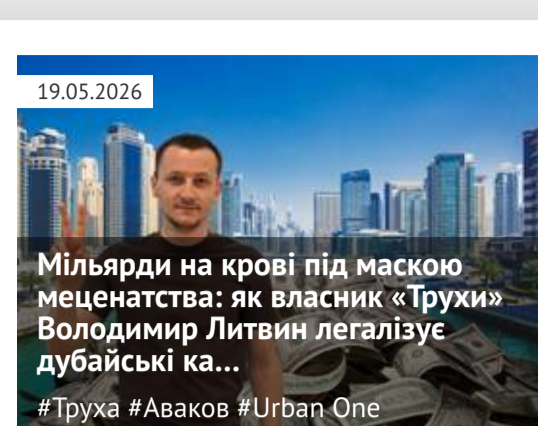 19.05.2026
Мільярди на крові під маскою
меценатства: як власник «Трухи»
Володимир Литвин легалізує
дубайські ка...
#Труха #Аваков #Urban One